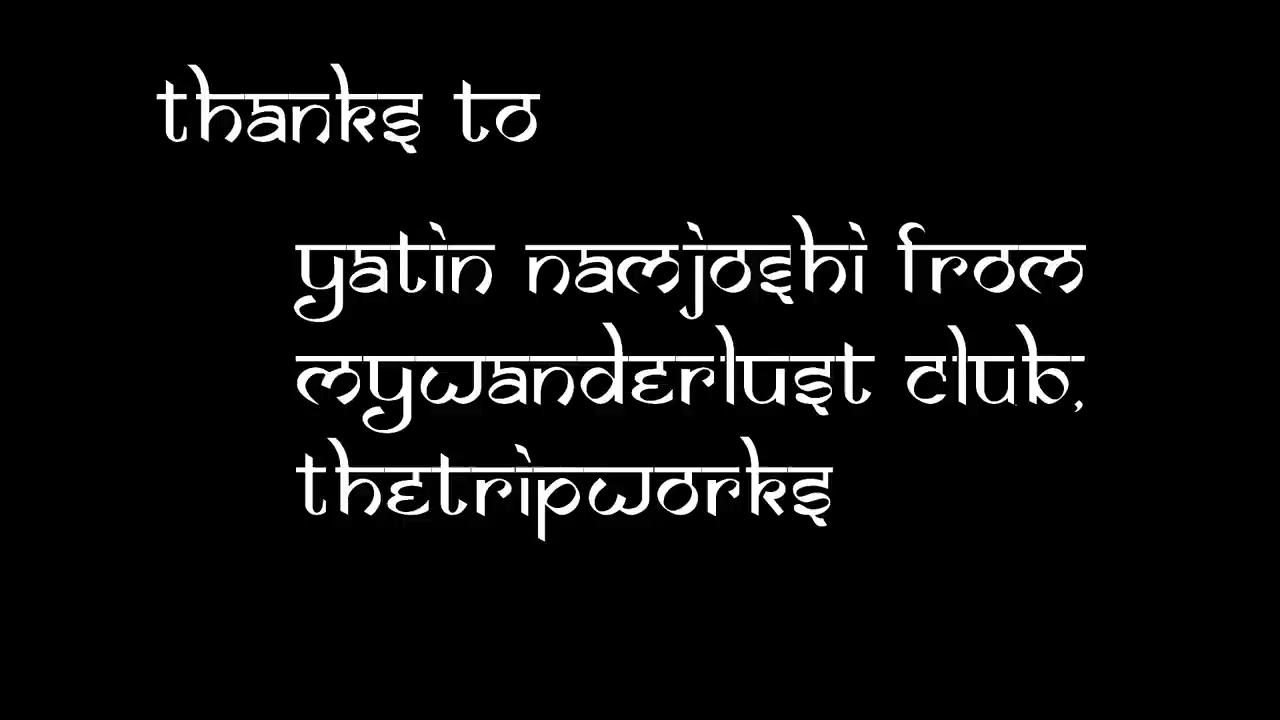 thanks to
yatin namjoshi from
mywanderlust club,
thetripworks